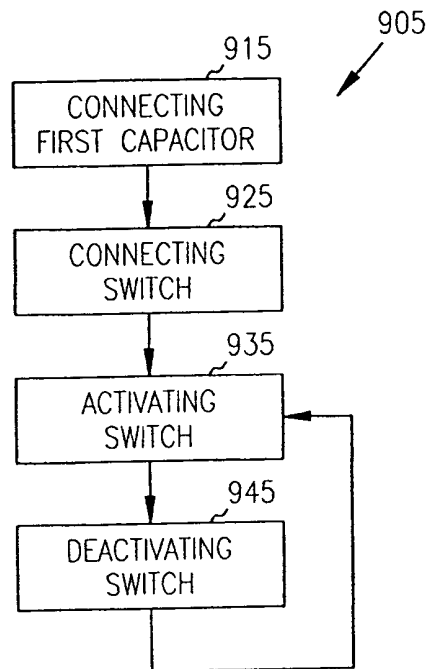 905
915
CONNECTING
FIRST CAPACITOR
925
CONNECTING
SWITCH
935
ACTIVATING
SWITCH
945
DEACTIVATING
SWITCH